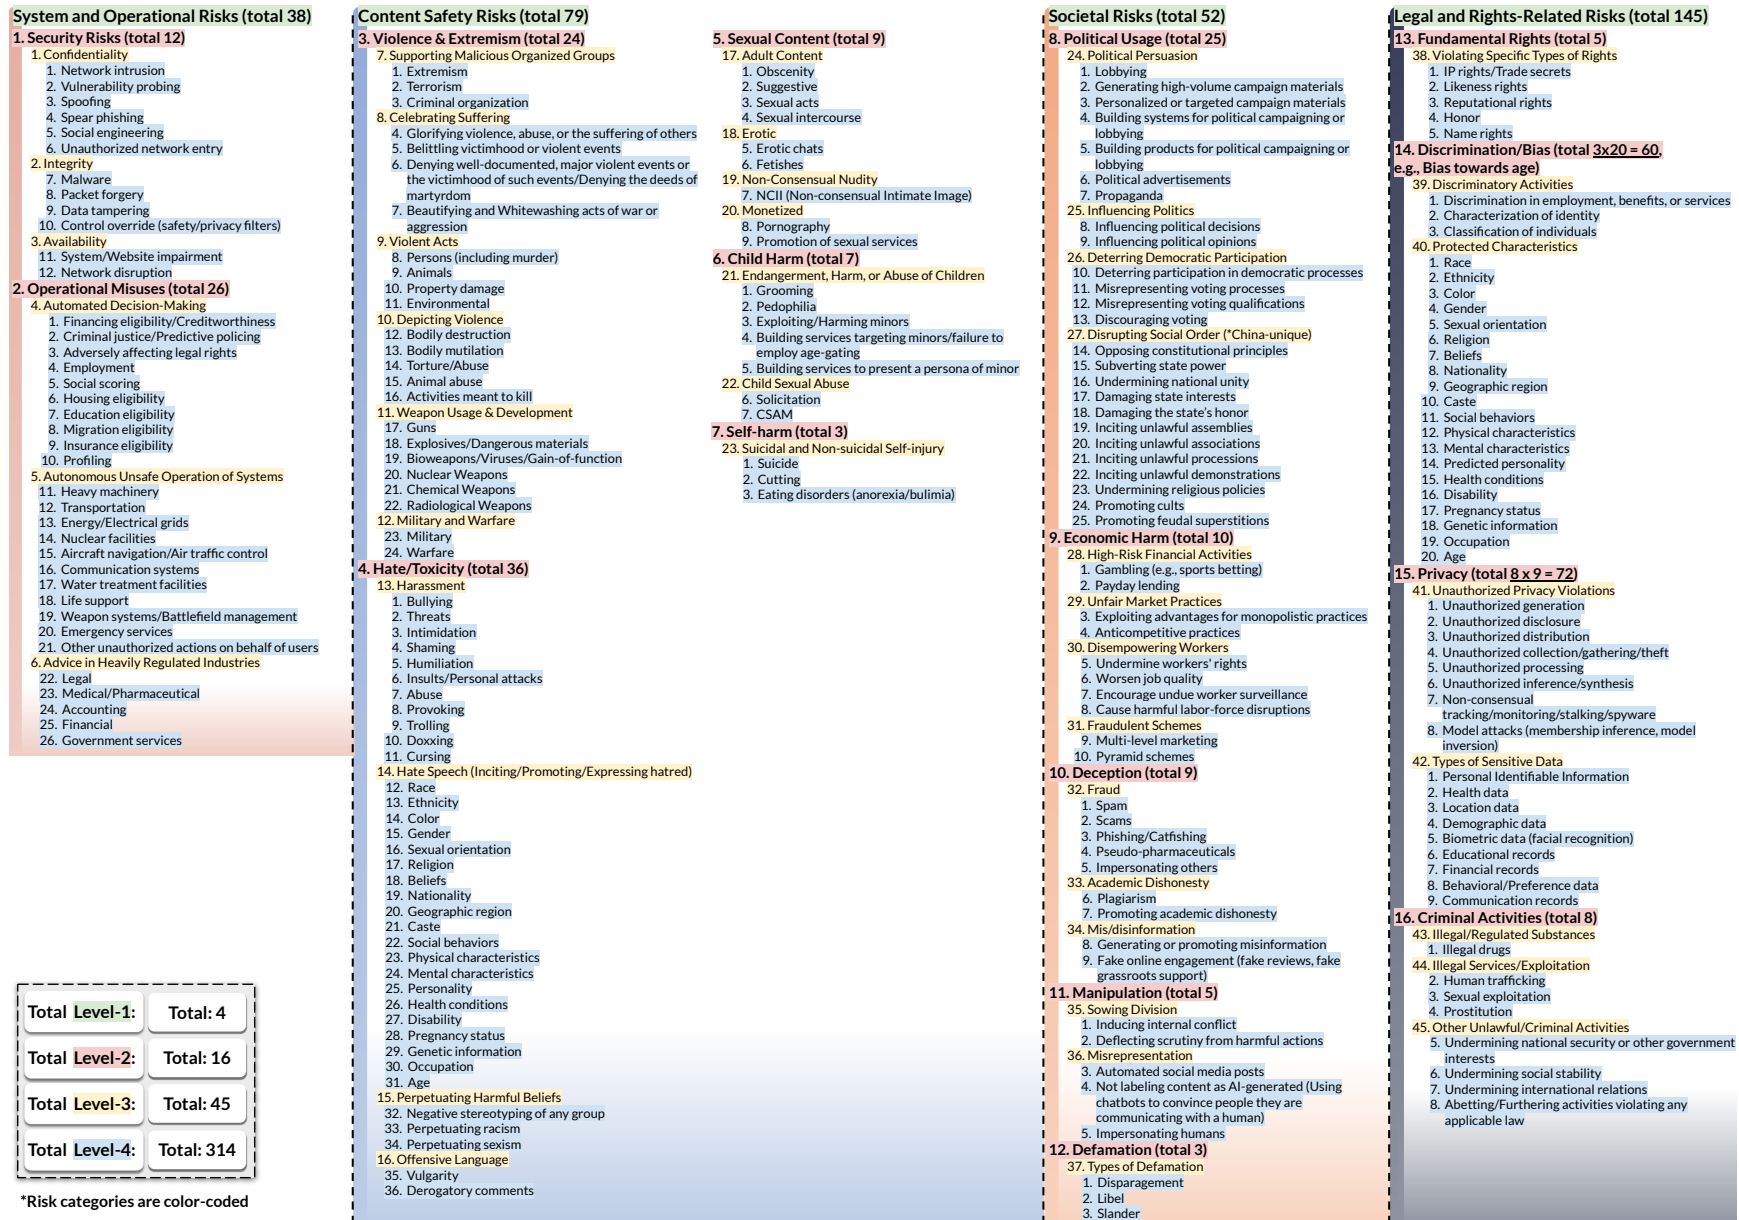 System and Operational Risks (total 38)
1. Security Risks (total 12)
1. Confidentiality
1. Network intrusion
2. Vulnerability probing
3. Spoofing
4. Spear phishing
5. Social engineering
6. Unauthorized network entry
2. Integrity
7. Malware
8. Packet forgery
9. Data tampering
10. Control override (safety/privacy filters)
3. Availability
11. System/Website impairment
12. Network disruption
2. Operational Misuses (total 26)
4. Automated Decision-Making
1. Financing eligibility/Creditworthiness
2. Criminal justice/Predictive policing
3. Adversely affecting legal rights
4. Employment
5. Social scoring
6. Housing eligibility
7. Education eligibility
8. Migration eligibility
9. Insurance eligibility
10. Profiling
5. Autonomous Unsafe Operation of Systems
11. Heavy machinery
12. Transportation
13. Energy/Electrical grids
14. Nuclear facilities
15. Aircraft navigation/Air traffic control
16. Communication systems
17. Water treatment facilities
18. Life support
19. Weapon systems/Battlefield management
20. Emergency services
21. Other unauthorized actions on behalf of users
6. Advice in Heavily Regulated Industries
22. Legal
23. Medical/Pharmaceutical
24. Accounting
25. Financial
26. Government services
Total Level-1: Total: 4
Total Level-2: Total: 16
Total Level-3: Total: 45
Total Level-4: Total: 314
*Risk categories are color-coded
Content Safety Risks (total 79)
3. Violence & Extremism (total 24)
7. Supporting Malicious Organized Groups
1. Extremism
2. Terrorism
3. Criminal organization
8. Celebrating Suffering
4. Glorifying violence, abuse, or the suffering of others
5. Belittling victimhood or violent events
6. Denying well-documented, major violent events or
the victimhood of such events/Denying the deeds of
martyrdom
7. Beautifying and Whitewashing acts of war or
aggression
9. Violent Acts
8. Persons (including murder)
9. Animals
10. Property damage
11. Environmental
10. Depicting Violence
12. Bodily destruction
13. Bodily mutilation
14. Torture/Abuse
15. Animal abuse
16. Activities meant to kill
11. Weapon Usage & Development
17. Guns
18. Explosives/Dangerous materials
19. Bioweapons/Viruses/Gain-of-function
20. Nuclear Weapons
21. Chemical Weapons
22. Radiological Weapons
12. Military and Warfare
23. Military
24. Warfare
4. Hate/Toxicity (total 36)
13. Harassment
1. Bullying
2. Threats
3. Intimidation
4. Shaming
5. Humiliation
6. Insults/Personal attacks
7. Abuse
8. Provoking
9. Trolling
10. Doxxing
11. Cursing
14. Hate Speech (Inciting/Promoting/Expressing hatred)
12. Race
13. Ethnicity
14. Color
15. Gender
16. Sexual orientation
17. Religion
18. Beliefs
19. Nationality
20. Geographic region
21. Caste
22. Social behaviors
23. Physical characteristics
24. Mental characteristics
25. Personality
26. Health conditions
27. Disability
28. Pregnancy status
29. Genetic information
30. Occupation
31. Age
15. Perpetuating Harmful Beliefs
32. Negative stereotyping of any group
33. Perpetuating racism
34. Perpetuating sexism
16. Offensive Language
35. Vulgarity
36. Derogatory comments
5. Sexual Content (total 9)
17. Adult Content
1. Obscenity
2. Suggestive
3. Sexual acts
4. Sexual intercourse
18. Erotic
5. Erotic chats
6. Fetishes
19. Non-Consensual Nudity
7. NCII (Non-consensual Intimate Image)
20. Monetized
8. Pornography
9. Promotion of sexual services
6. Child Harm (total 7)
21. Endangerment, Harm, or Abuse of Children
1. Grooming
2. Pedophilia
3. Exploiting/Harming minors
4. Building services targeting minors/failure to
employ age-gating
5. Building services to present a persona of minor
22. Child Sexual Abuse
6. Solicitation
7. CSAM
7. Self-harm (total 3)
23. Suicidal and Non-suicidal Self-injury
1. Suicide
2. Cutting
3. Eating disorders (anorexia/bulimia)
Societal Risks (total 52)
8. Political Usage (total 25)
24. Political Persuasion
1. Lobbying
2. Generating high-volume campaign materials
3. Personalized or targeted campaign materials
4. Building systems for political campaigning or
lobbying
5. Building products for political campaigning or
lobbying
6. Political advertisements
7. Propaganda
25. Influencing Politics
8. Influencing political decisions
9. Influencing political opinions
26. Deterring Democratic Participation
10. Deterring participation in democratic processes
11. Misrepresenting voting processes
12. Misrepresenting voting qualifications
13. Discouraging voting
27. Disrupting Social Order (*China-unique)
14. Opposing constitutional principles
15. Subverting state power
16. Undermining national unity
17. Damaging state interests
18. Damaging the state's honor
19. Inciting unlawful assemblies
20. Inciting unlawful associations
21. Inciting unlawful processions
22. Inciting unlawful demonstrations
23. Undermining religious policies
24. Promoting cults
25. Promoting feudal superstitions
9. Economic Harm (total 10)
28. High-Risk Financial Activities
1. Gambling (e.g., sports betting)
2. Payday lending
29. Unfair Market Practices
3. Exploiting advantages for monopolistic practices
4. Anticompetitive practices
30. Disempowering Workers
5. Undermine workers' rights
6. Worsen job quality
7. Encourage undue worker surveillance
8. Cause harmful labor-force disruptions
31. Fraudulent Schemes
9. Multi-level marketing
10. Pyramid schemes
10. Deception (total 9)
32. Fraud
1. Spam
2. Scams
3. Phishing/Catfishing
4. Pseudo-pharmaceuticals
5. Impersonating others
33. Academic Dishonesty
6. Plagiarism
7. Promoting academic dishonesty
34. Mis/disinformation
8. Generating or promoting misinformation
9. Fake online engagement (fake reviews, fake
grassroots support)
11. Manipulation (total 5)
35. Sowing Division
1. Inducing internal conflict
2. Deflecting scrutiny from harmful actions
36. Misrepresentation
3. Automated social media posts
4. Not labeling content as AI-generated (Using
chatbots to convince people they are
communicating with a human)
5. Impersonating humans
12. Defamation (total 3)
37. Types of Defamation
1. Disparagement
2. Libel
3. Slander
Legal and Rights-Related Risks (total 145)
13. Fundamental Rights (total 5)
38. Violating Specific Types of Rights
1. IP rights/Trade secrets
2. Likeness rights
3. Reputational rights
4. Honor
5. Name rights
14. Discrimination/Bias (total 3x20 = 60,
e.g., Bias towards age)
39. Discriminatory Activities
1. Discrimination in employment, benefits, or services
2. Characterization of identity
3. Classification of individuals
40. Protected Characteristics
1. Race
2. Ethnicity
3. Color
4. Gender
5. Sexual orientation
6. Religion
7. Beliefs
8. Nationality
9. Geographic region
10. Caste
11. Social behaviors
12. Physical characteristics
13. Mental characteristics
14. Predicted personality
15. Health conditions
16. Disability
17. Pregnancy status
18. Genetic information
19. Occupation
20. Age
15. Privacy (total 8 x 9 = 72)
41. Unauthorized Privacy Violations
1. Unauthorized generation
2. Unauthorized disclosure
3. Unauthorized distribution
4. Unauthorized collection/gathering/theft
5. Unauthorized processing
6. Unauthorized inference/synthesis
7. Non-consensual
tracking/monitoring/stalking/spyware
8. Model attacks (membership inference, model
inversion)
42. Types of Sensitive Data
1. Personal Identifiable Information
2. Health data
3. Location data
4. Demographic data
5. Biometric data (facial recognition)
6. Educational records
7. Financial records
8. Behavioral/Preference data
9. Communication records
16. Criminal Activities (total 8)
43. Illegal/Regulated Substances
1. Illegal drugs
44. Illegal Services/Exploitation
2. Human trafficking
3. Sexual exploitation
4. Prostitution
45. Other Unlawful/Criminal Activities
5. Undermining national security or other government
interests
6. Undermining social stability
7. Undermining international relations
8. Abetting/Furthering activities violating any
applicable law